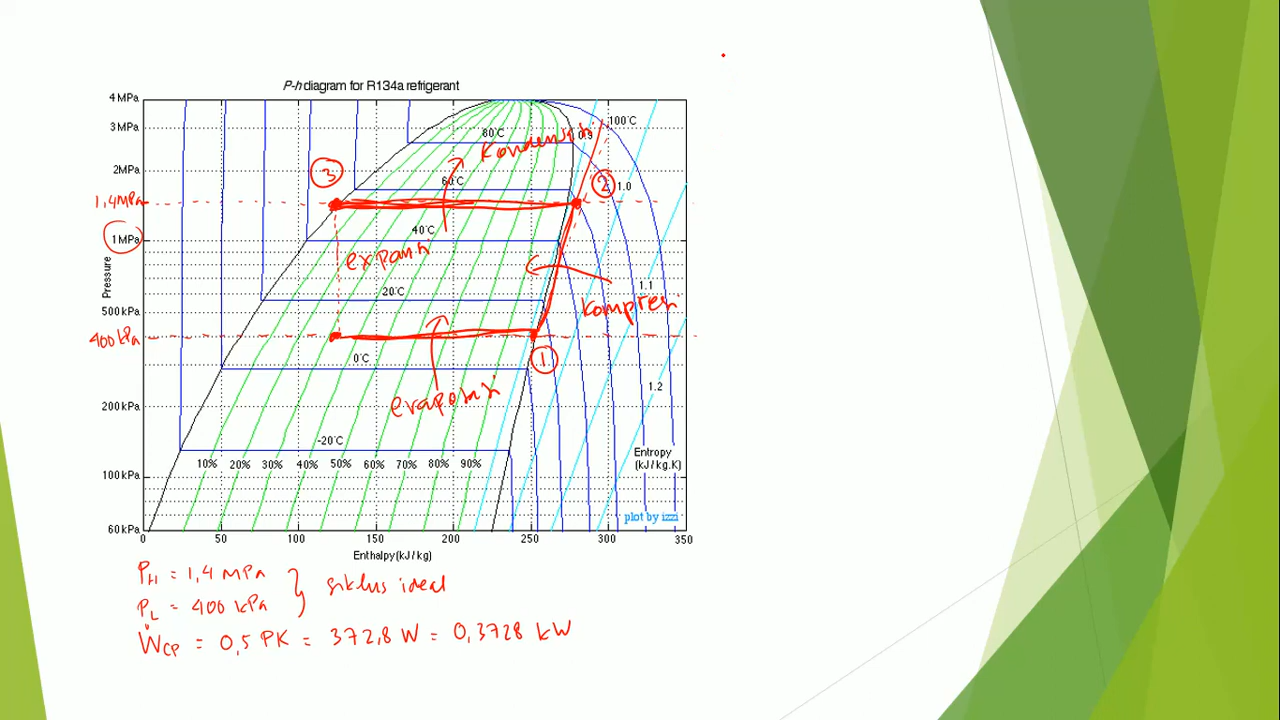 P-h diagram for R134a refrigerant
4 MPa
3 MPa
2 MPa
1,4 MPa
1 MPa
500 kPa
400 kPa
200 kPa
100 kPa
60 kPa
Pressure
100°C
80°C
0.9
kondensasi
3
60°C
2
1.0
40°C
expansi
1.1
20°C
kompresi
0°C
1
1.2
evaporasi
-20°C
Entropy
(kJ / kg.K)
10% 20% 30% 40% 50% 60% 70% 80% 90%
plot by izzi
0 50 100 150 200 250 300 350
Enthalpy (kJ / kg)
PH = 1,4 MPa
PL = 400 kPa } siklus ideal
ẆCP = 0,5 PK = 372,8 W = 0,3728 kW